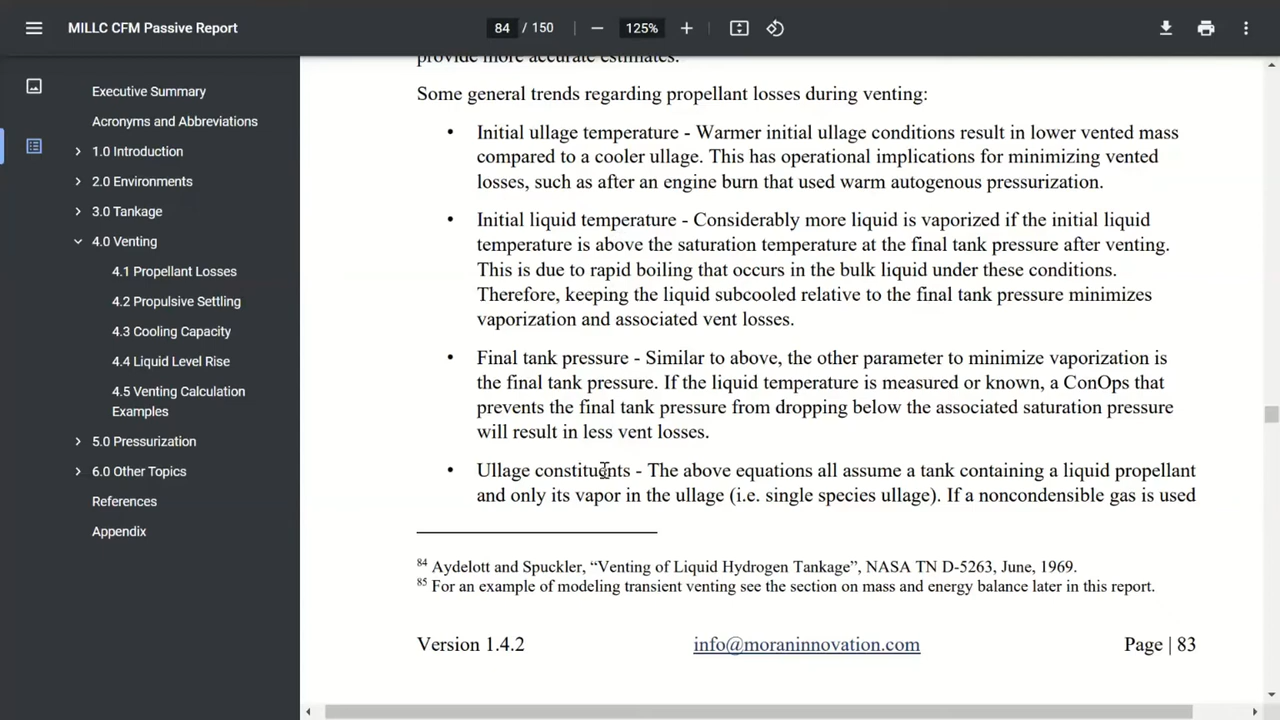 MILLC CFM Passive Report
84 / 150
125%
Executive Summary
Acronyms and Abbreviations
1.0 Introduction
2.0 Environments
3.0 Tankage
4.0 Venting
4.1 Propellant Losses
4.2 Propulsive Settling
4.3 Cooling Capacity
4.4 Liquid Level Rise
4.5 Venting Calculation
Examples
5.0 Pressurization
6.0 Other Topics
References
Appendix
provide more accurate estimates.
Some general trends regarding propellant losses during venting:
• Initial ullage temperature - Warmer initial ullage conditions result in lower vented mass
compared to a cooler ullage. This has operational implications for minimizing vented
losses, such as after an engine burn that used warm autogenous pressurization.
• Initial liquid temperature - Considerably more liquid is vaporized if the initial liquid
temperature is above the saturation temperature at the final tank pressure after venting.
This is due to rapid boiling that occurs in the bulk liquid under these conditions.
Therefore, keeping the liquid subcooled relative to the final tank pressure minimizes
vaporization and associated vent losses.
• Final tank pressure - Similar to above, the other parameter to minimize vaporization is
the final tank pressure. If the liquid temperature is measured or known, a ConOps that
prevents the final tank pressure from dropping below the associated saturation pressure
will result in less vent losses.
• Ullage constituents - The above equations all assume a tank containing a liquid propellant
and only its vapor in the ullage (i.e. single species ullage). If a noncondensible gas is used
84 Aydelott and Spuckler, “Venting of Liquid Hydrogen Tankage”, NASA TN D-5263, June, 1969.
85 For an example of modeling transient venting see the section on mass and energy balance later in this report.
Version 1.4.2
info@moraninnovation.com
Page | 83